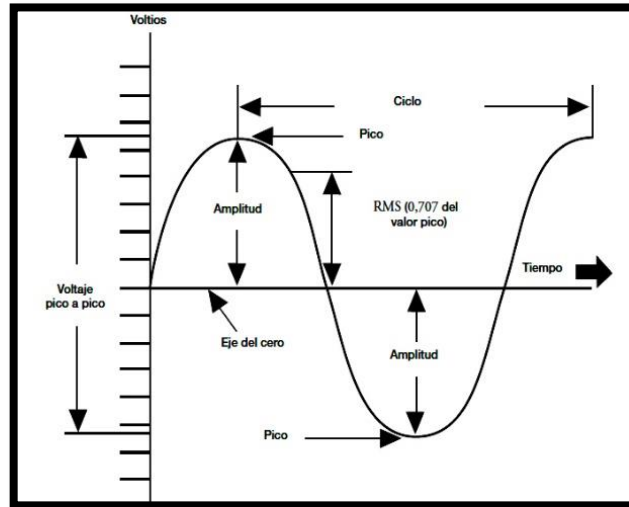 Voltios
Ciclo
Pico
Amplitud
RMS (0,707 del
valor pico)
Tiempo
Voltaje
pico a pico
Eje del cero
Amplitud
Pico